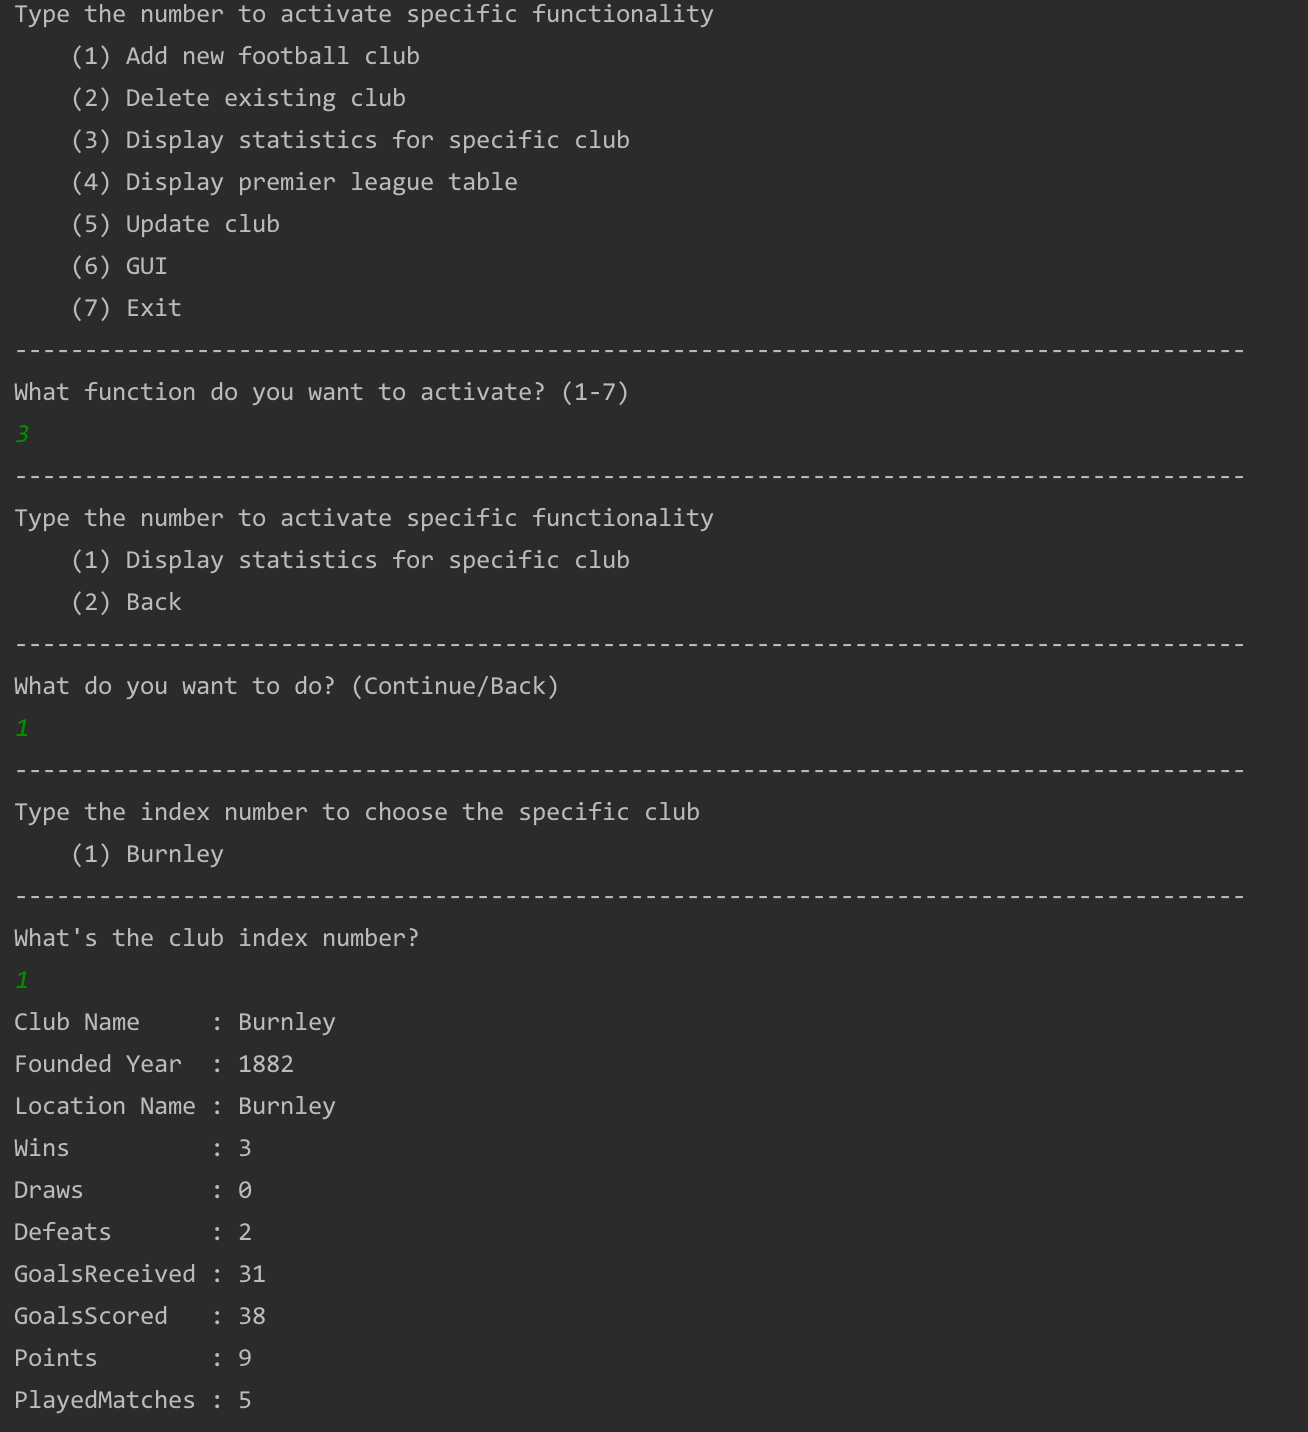 Type the number to activate specific functionality
    (1) Add new football club
    (2) Delete existing club
    (3) Display statistics for specific club
    (4) Display premier league table
    (5) Update club
    (6) GUI
    (7) Exit
----------------------------------------------------------------------------------------
What function do you want to activate? (1-7)
3
----------------------------------------------------------------------------------------
Type the number to activate specific functionality
    (1) Display statistics for specific club
    (2) Back
----------------------------------------------------------------------------------------
What do you want to do? (Continue/Back)
1
----------------------------------------------------------------------------------------
Type the index number to choose the specific club
    (1) Burnley
----------------------------------------------------------------------------------------
What's the club index number?
1
Club Name     : Burnley
Founded Year  : 1882
Location Name : Burnley
Wins          : 3
Draws         : 0
Defeats       : 2
GoalsReceived : 31
GoalsScored   : 38
Points        : 9
PlayedMatches : 5